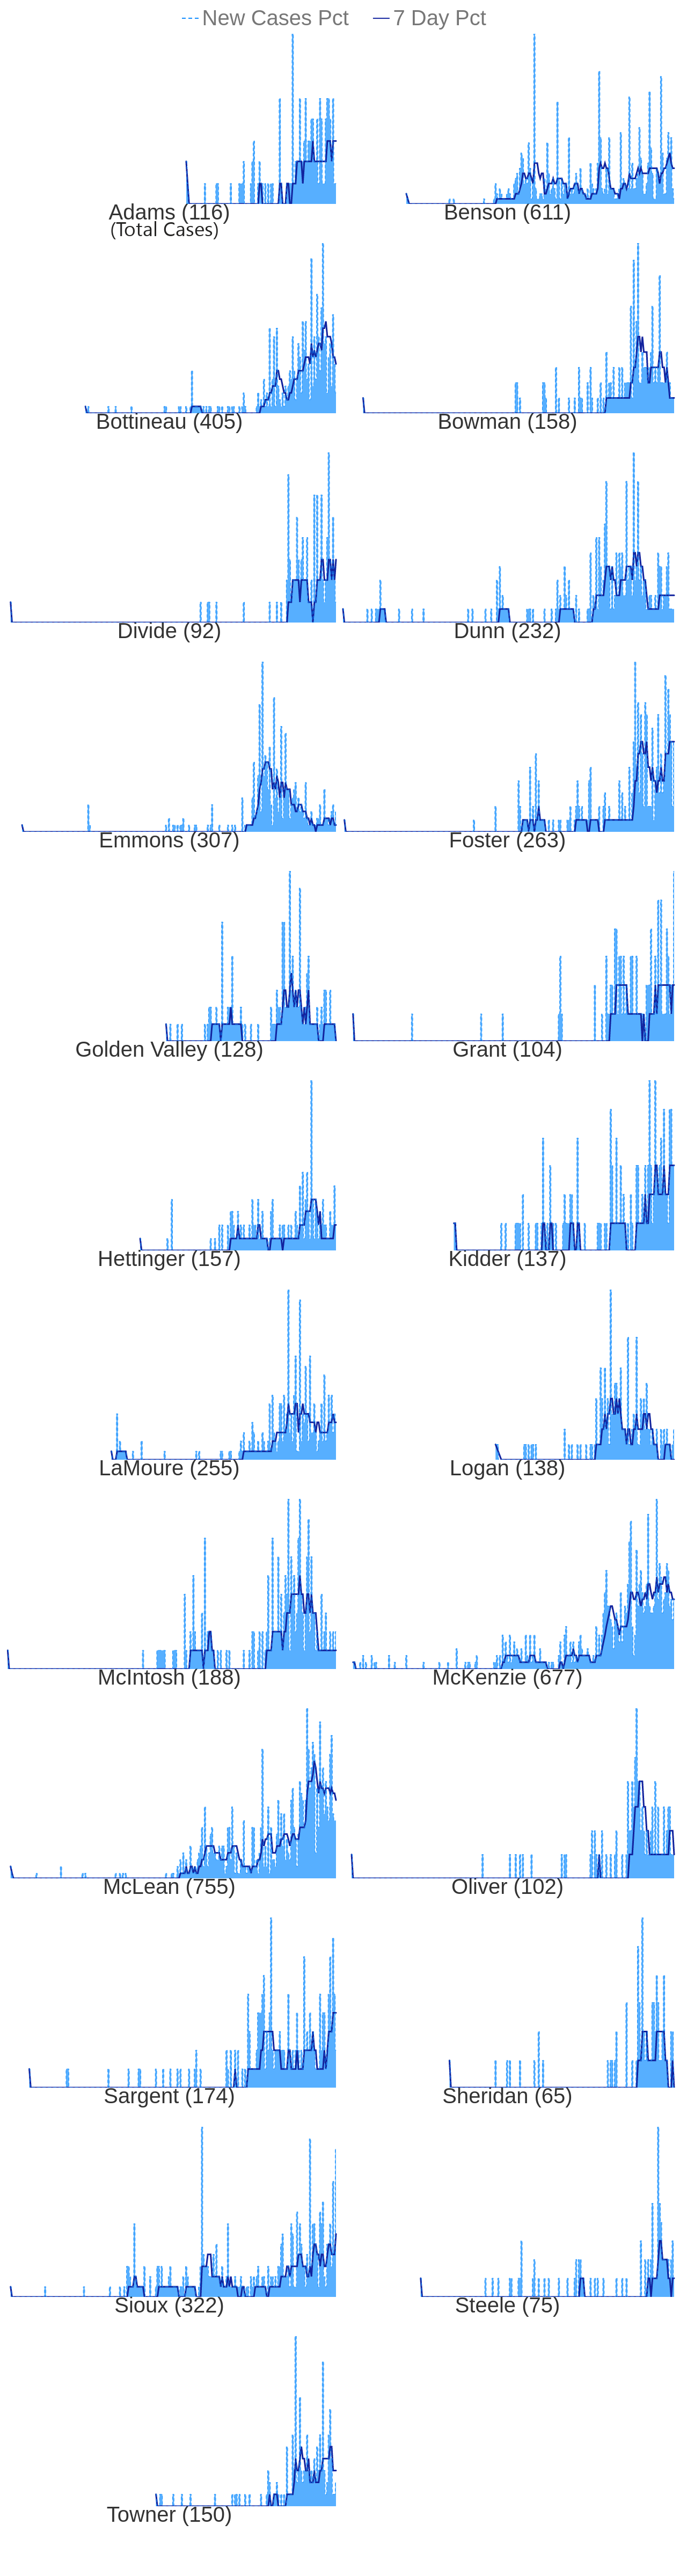 New Cases Pct 7 Day Pct
Adams (116) Benson (611)
(Total Cases)
Bottineau (405) Bowman (158)
Divide (92) Dunn (232)
Emmons (307) Foster (263)
Golden Valley (128) Grant (104)
Hettinger (157) Kidder (137)
LaMoure (255) Logan (138)
McIntosh (188) McKenzie (677)
McLean (755) Oliver (102)
Sargent (174) Sheridan (65)
Sioux (322) Steele (75)
Towner (150)